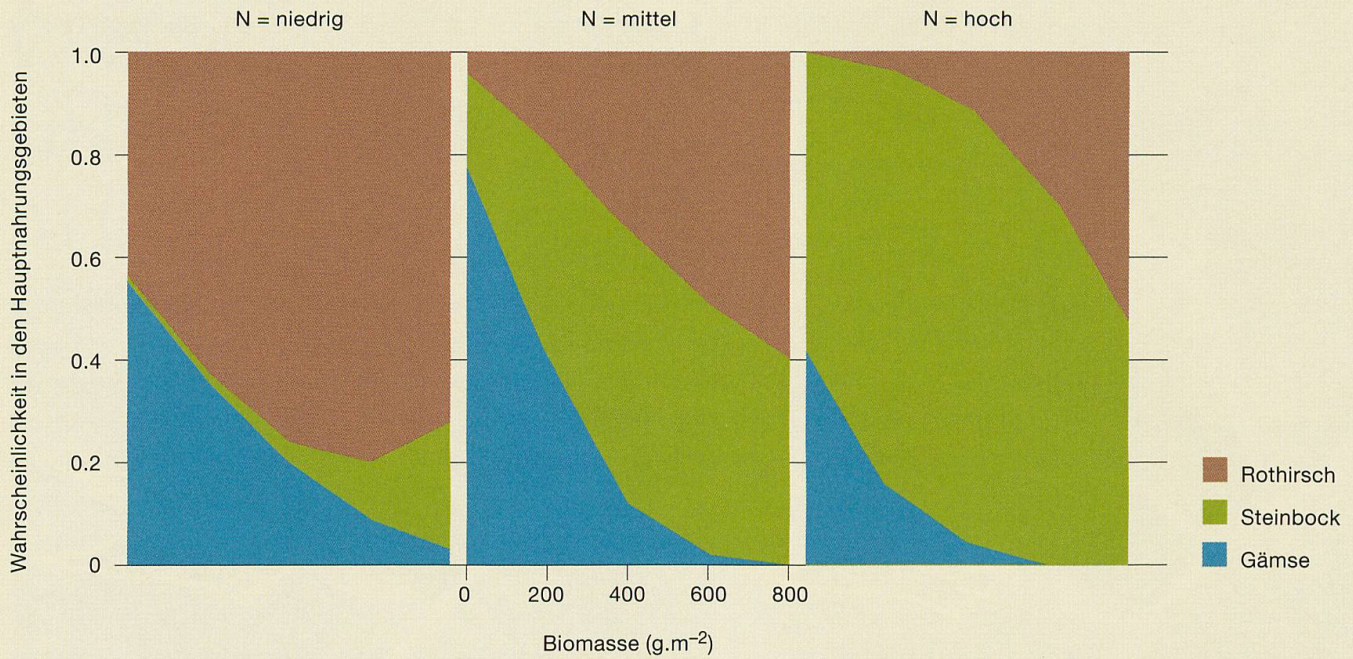 N = niedrig
N = mittel
N = hoch
Wahrscheinlichkeit in den Hauptnahrungsgebieten
1.0
0.8
0.6
0.4
0.2
0
0 200 400 600 800
Biomasse (g.m⁻²)
Rothirsch
Steinbock
Gämse